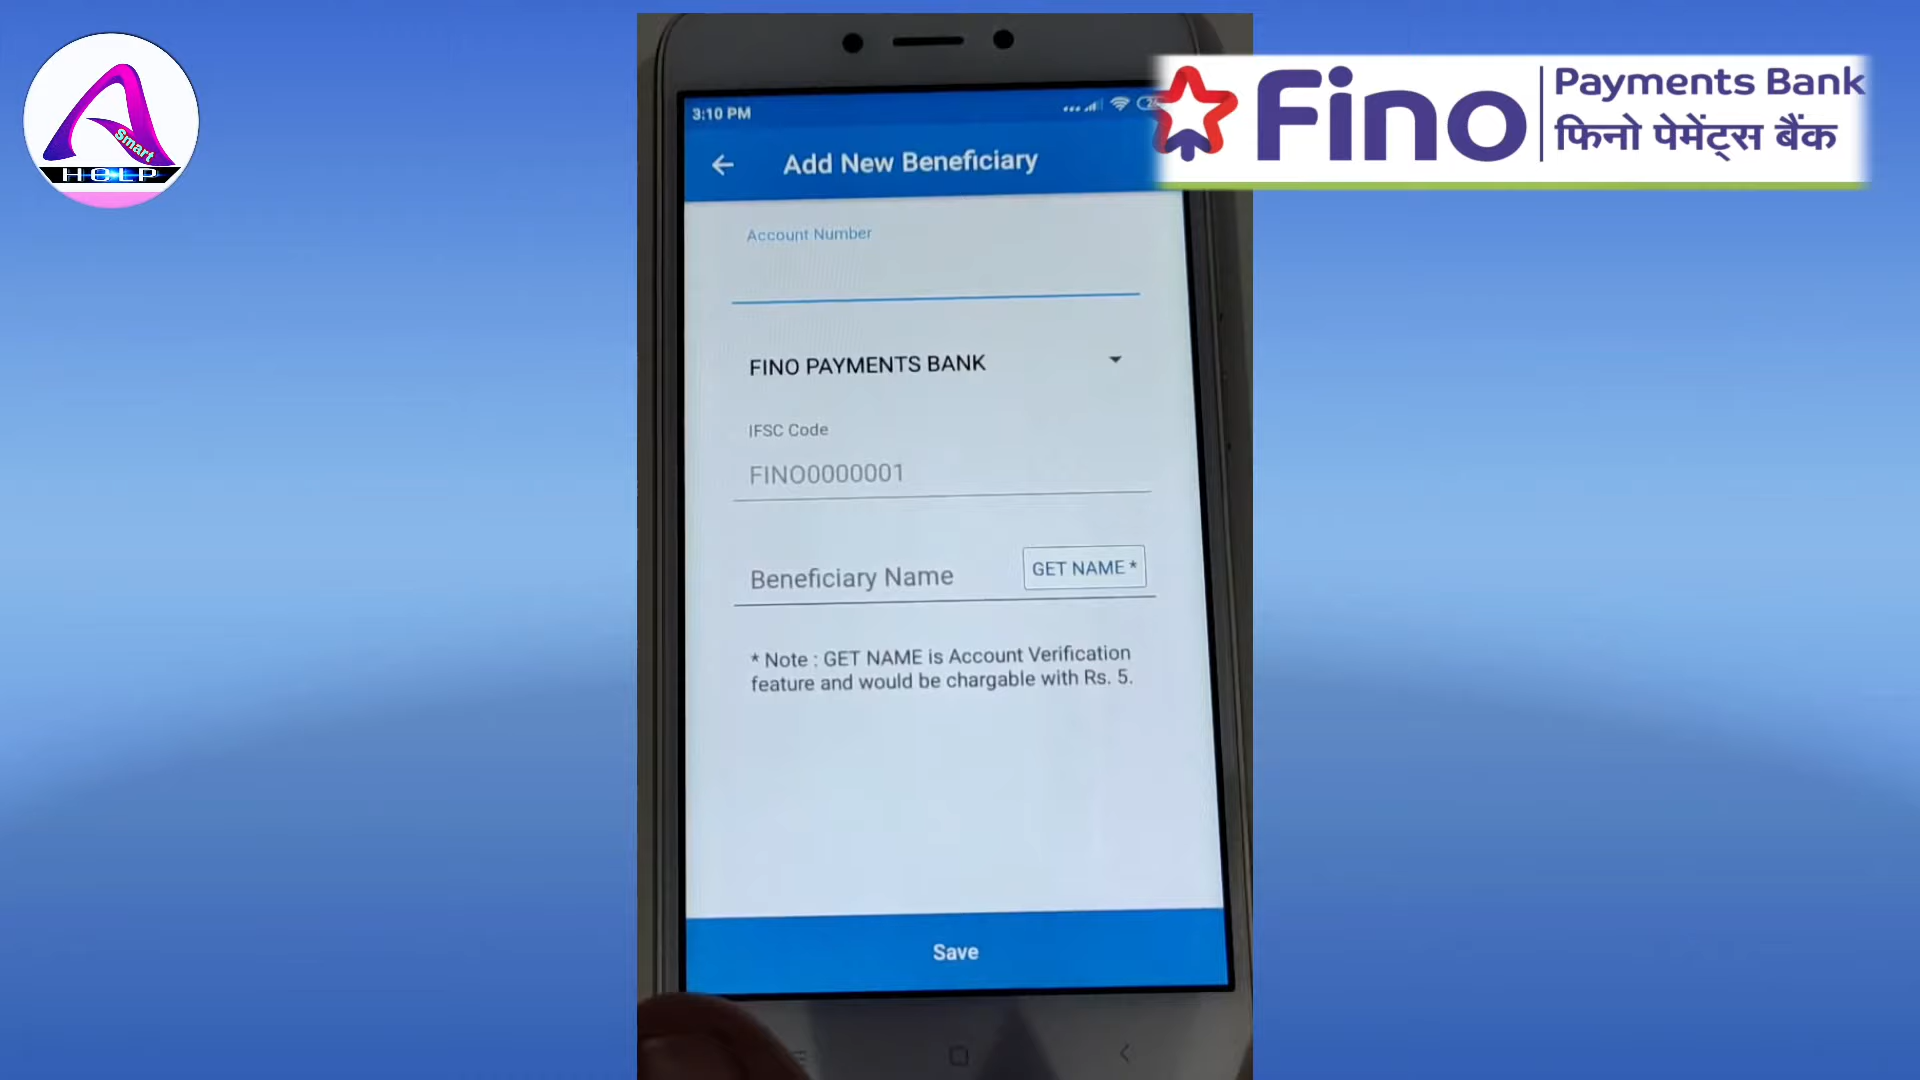 Smart
HELP
3:10 PM
Add New Beneficiary
Fino
Payments Bank
फिनो पेमेंट्स बैंक
Account Number
FINO PAYMENTS BANK
IFSC Code
FINO0000001
Beneficiary Name
GET NAME *
* Note : GET NAME is Account Verification
feature and would be chargable with Rs. 5.
Save